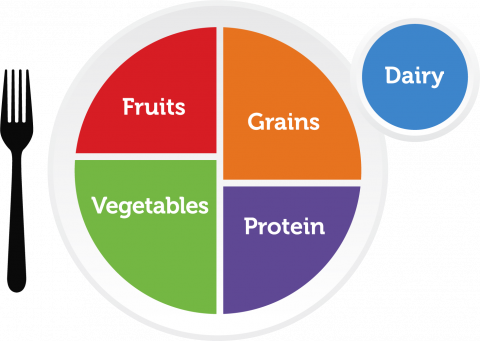 Fruits
Grains
Dairy
Vegetables
Protein